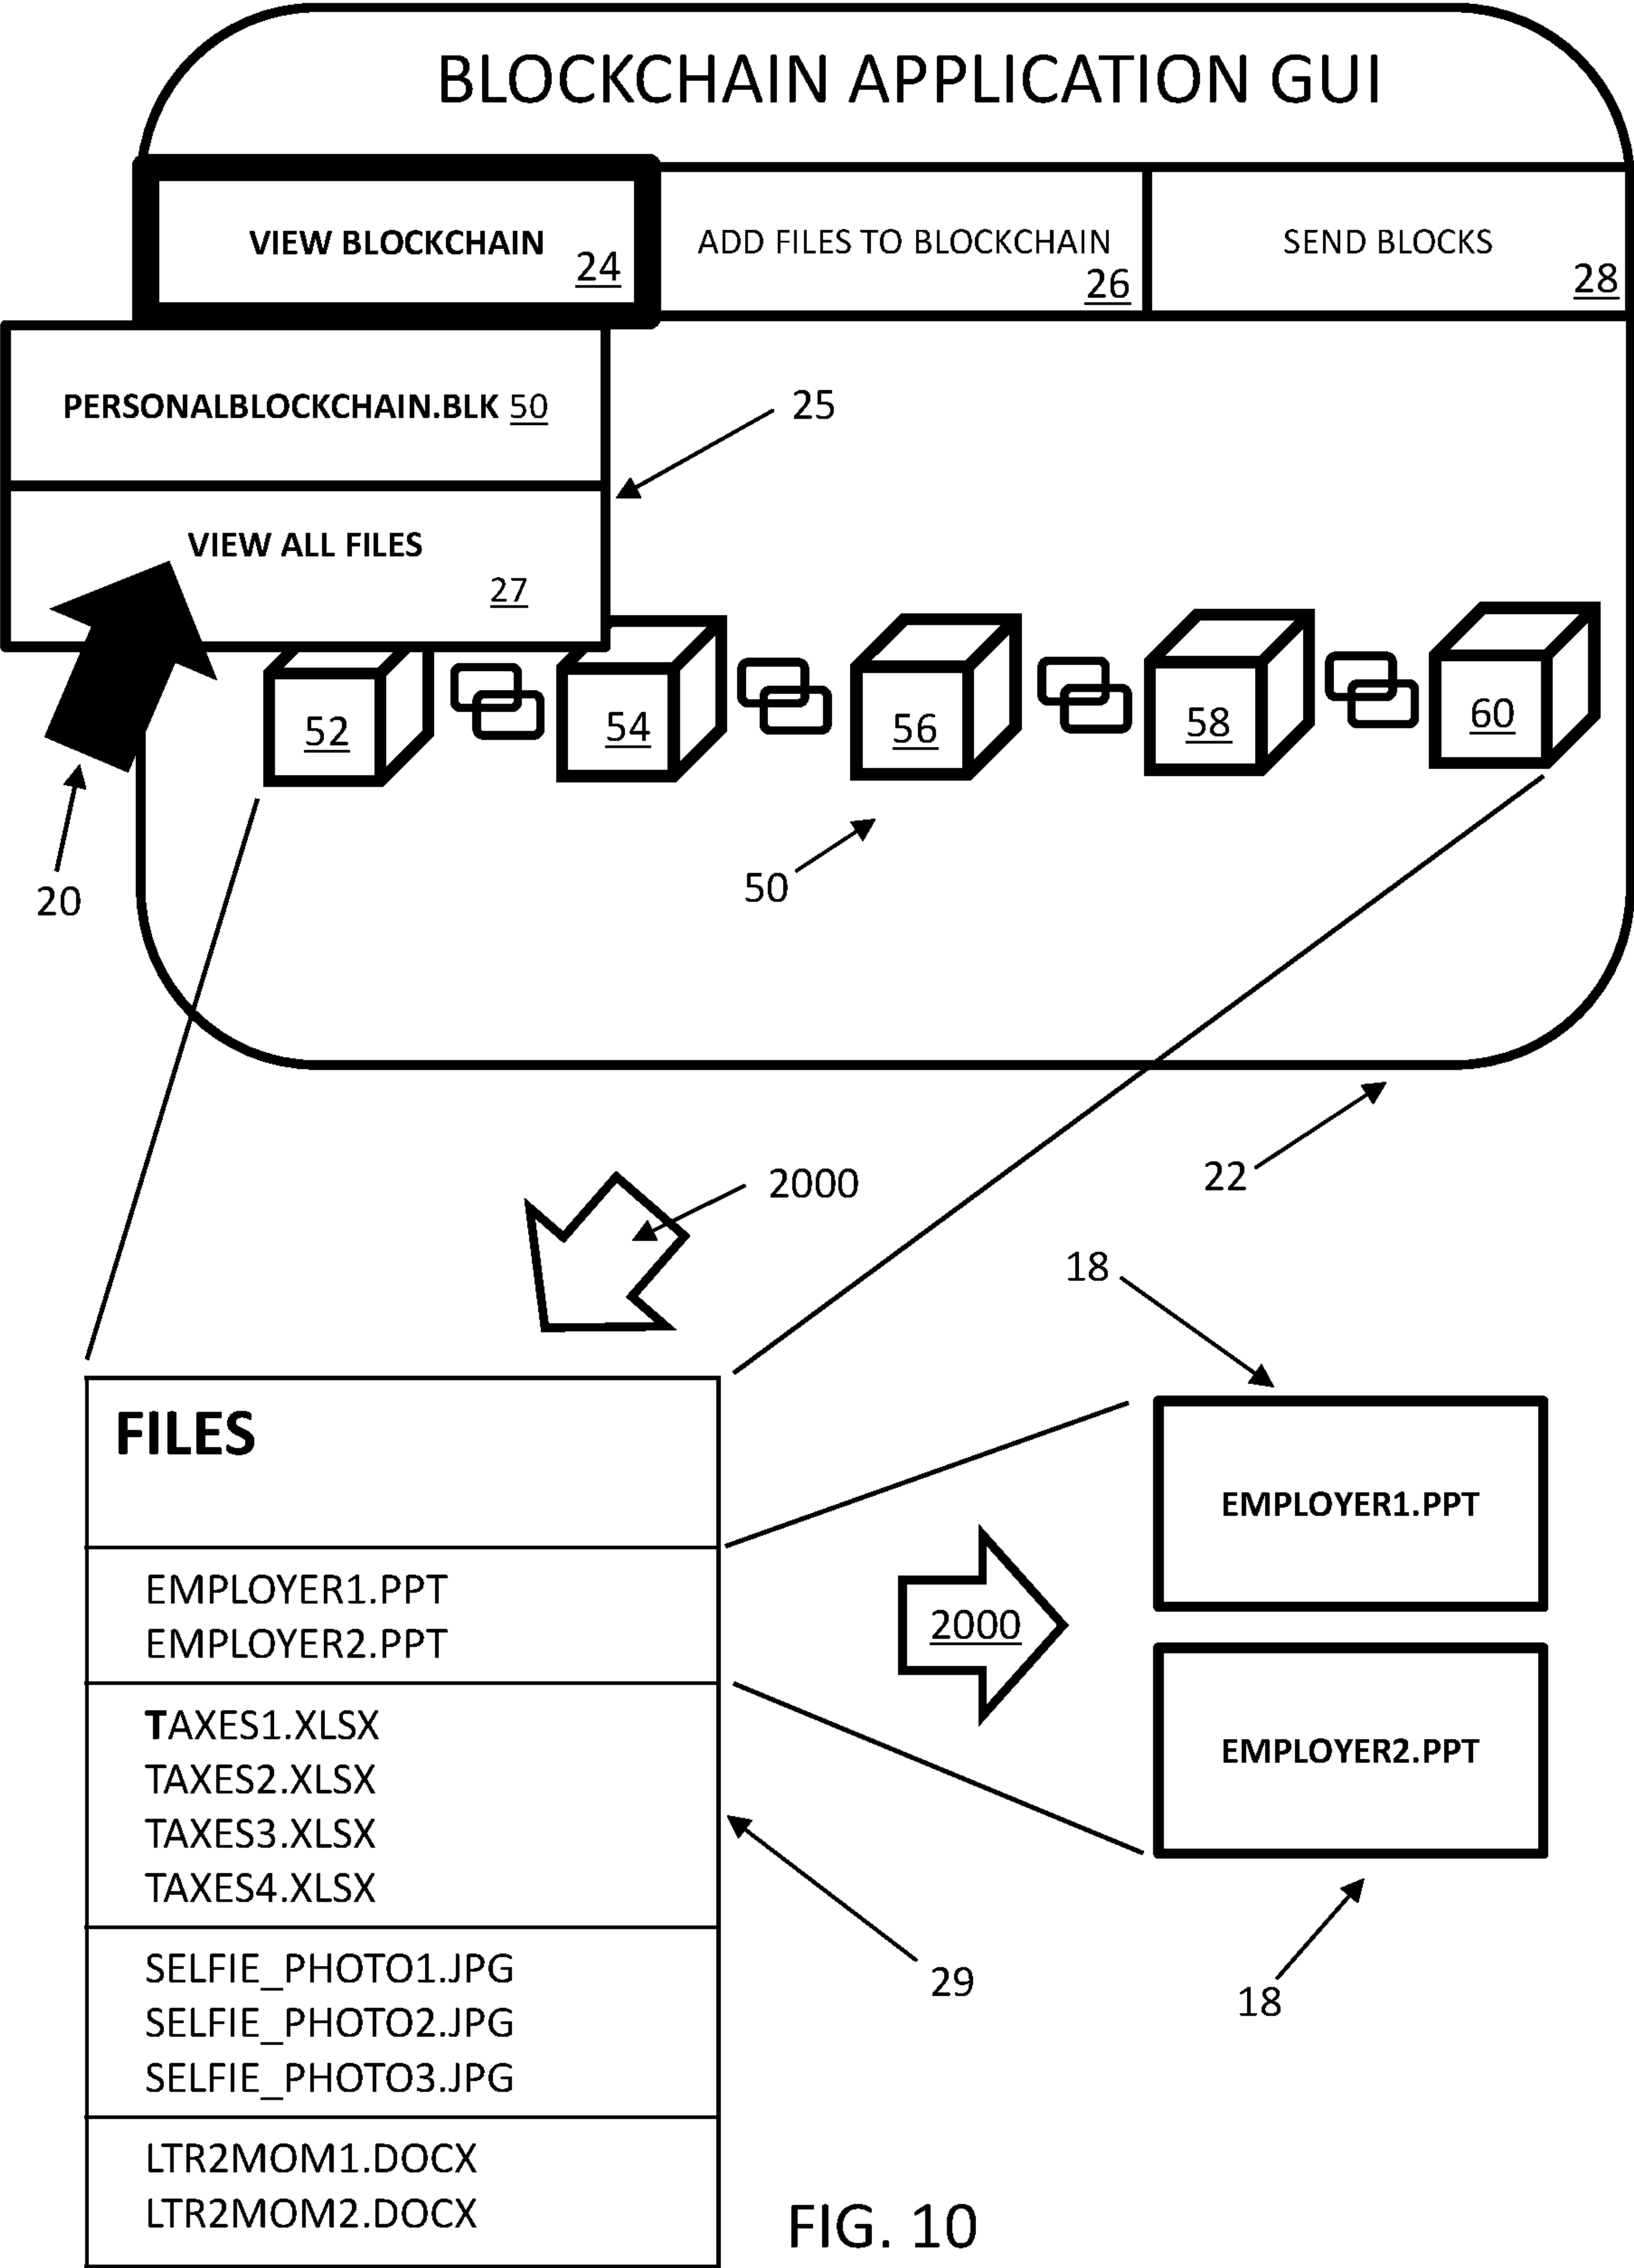 BLOCKCHAIN APPLICATION GUI
VIEW BLOCKCHAIN 24
ADD FILES TO BLOCKCHAIN 26
SEND BLOCKS 28
PERSONALBLOCKCHAIN.BLK 50
25
VIEW ALL FILES
27
52 54 56 58 60
20
50
22
2000
18
FILES
EMPLOYER1.PPT
EMPLOYER2.PPT
TAXES1.XLSX
TAXES2.XLSX
TAXES3.XLSX
TAXES4.XLSX
SELFIE_PHOTO1.JPG
SELFIE_PHOTO2.JPG
SELFIE_PHOTO3.JPG
LTR2MOM1.DOCX
LTR2MOM2.DOCX
2000
EMPLOYER1.PPT
EMPLOYER2.PPT
29
18
FIG. 10